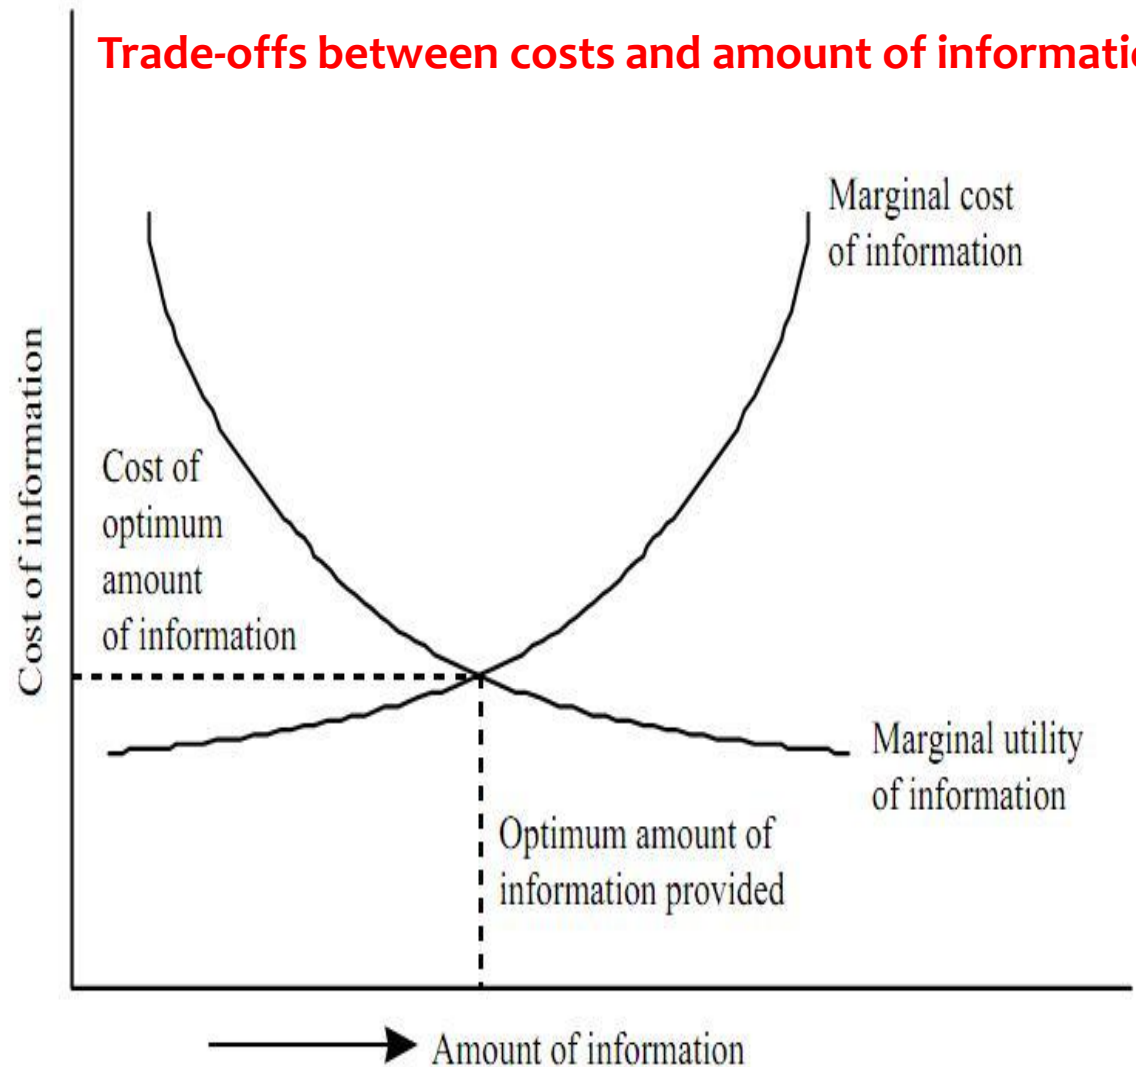 Trade-offs between costs and amount of informatio
Marginal cost
of information
Cost of information
Cost of
optimum
amount
of information
Marginal utility
of information
Optimum amount of
information provided
Amount of information